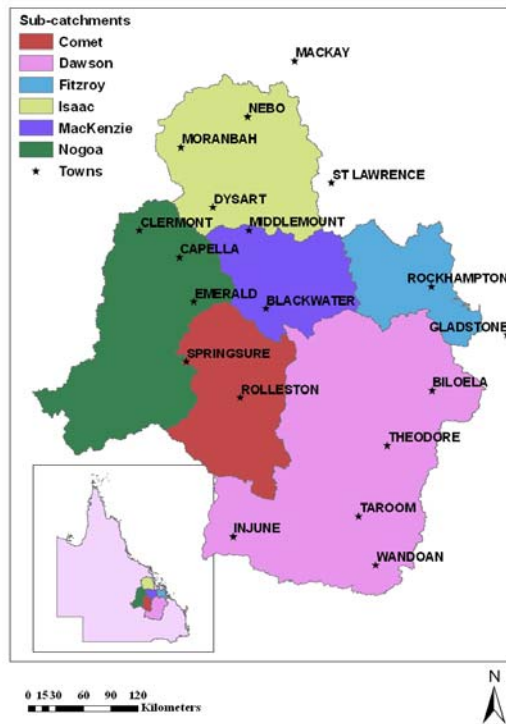 Sub-catchments
Comet
Dawson
Fitzroy
Isaac
MacKenzie
Nogoa
Towns
MACKAY
NEBO
MORANBAH
ST LAWRENCE
DYSART
CLERMONT
MIDDLEMOUNT
CAPELLA
ROCKHAMPTON
EMERALD
BLACKWATER
GLADSTONE
SPRINGSURE
ROLLESTON
BILOELA
THEODORE
TAROOM
INJUNE
WANDOAN
N
0 15 30 60 90 120
Kilometers